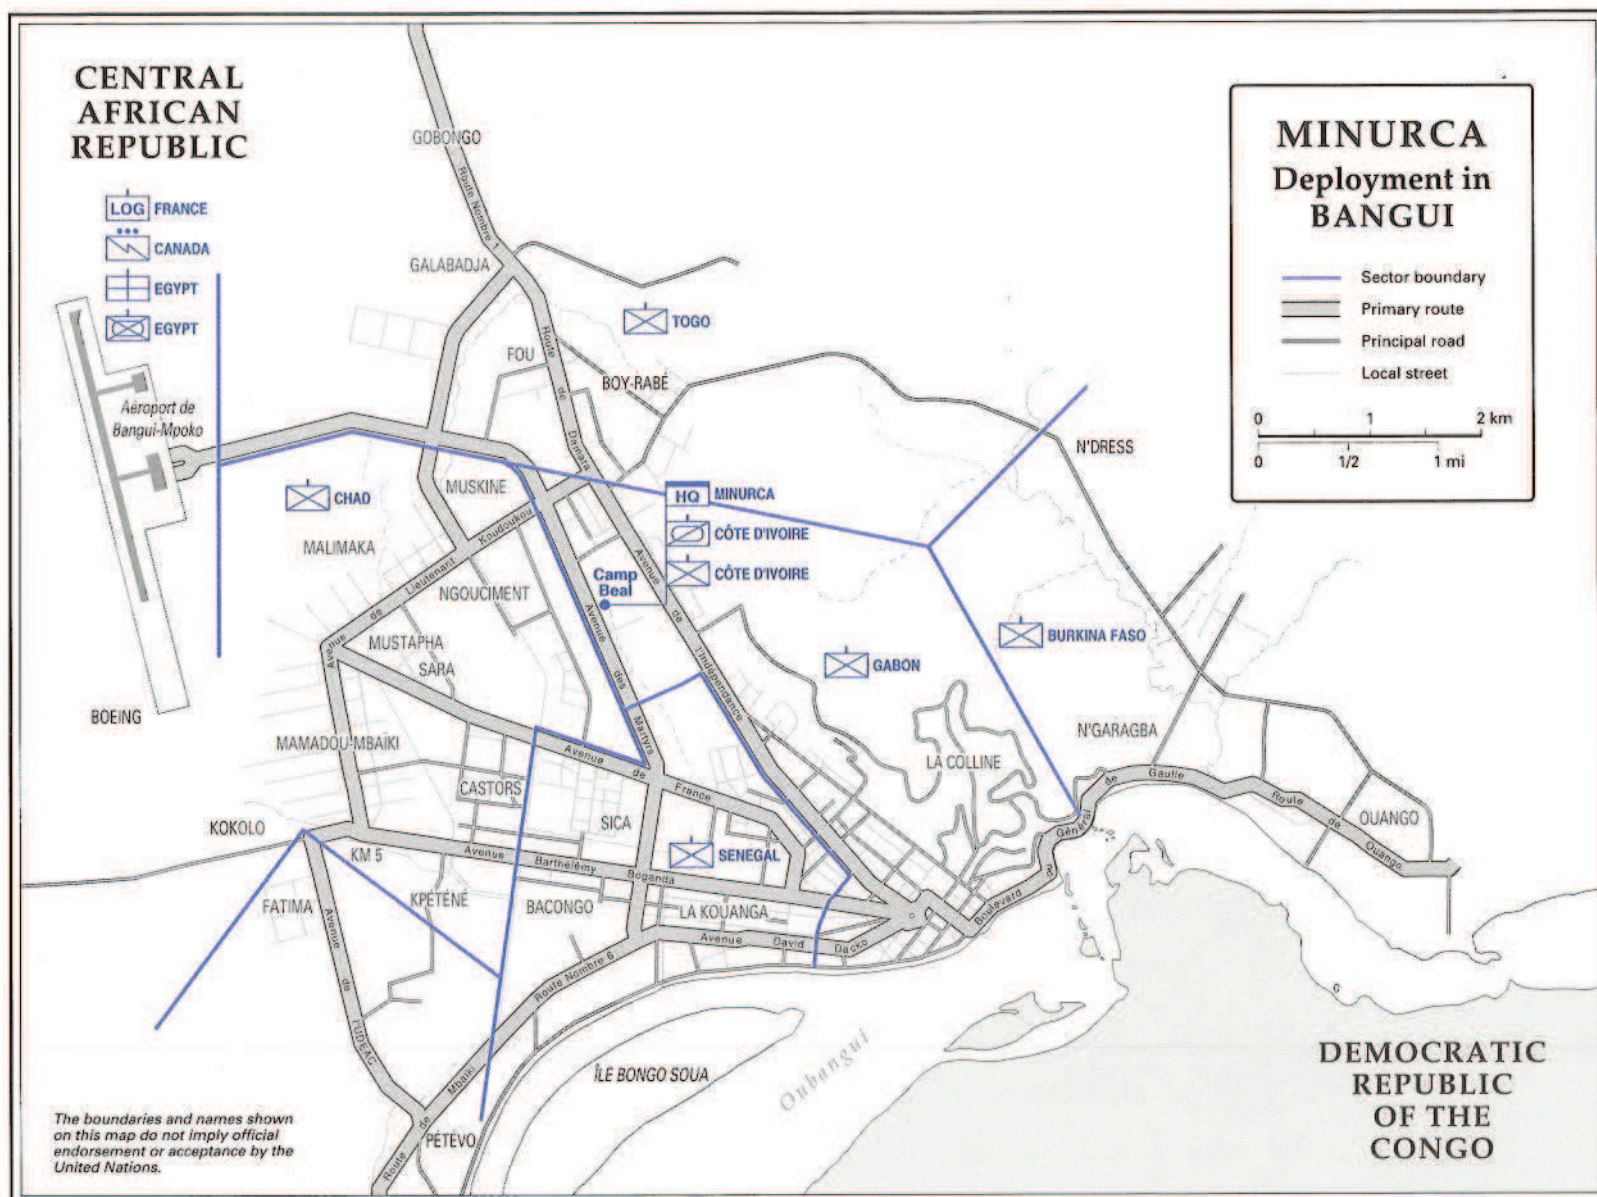 CENTRAL
AFRICAN
REPUBLIC
LOG FRANCE
CANADA
EGYPT
EGYPT
MINURCA
Deployment in
BANGUI
Sector boundary
Primary route
Principal road
Local street
0 1 2 km
0 1/2 1 mi
GOBONGO
Route Nombre 1
GALABADJA
TOGO
FOU
Route de Damara
BOY-RABÉ
Aéroport de
Bangui-Mpoko
N'DRESS
MUSKINE
CHAD
HQ MINURCA
CÔTE D'IVOIRE
CÔTE D'IVOIRE
MALIMAKA
Avenue de Lieutenant Koudoukou
NGOUCIMENT
Camp
Beal
Avenue des Martyrs
Avenue de l'Indépendance
MUSTAPHA
SARA
GABON
BURKINA FASO
BOEING
MAMADOU-MBAÏKI
N'GARAGBA
LA COLLINE
Avenue de France
CASTORS
SICA
KOKOLO
KM 5
Avenue Barthélémy Boganda
SENEGAL
Boulevard du Général de Gaulle
Route de Ouango
OUANGO
FATIMA
KPÉTÉNÉ
BACONGO
LA KOUANGA
Avenue David Dacko
Avenue de l'UDEAC
Route Nombre 6
Route de Mbaiki
ÎLE BONGO SOUA
Oubangui
PÉTÉVO
DEMOCRATIC
REPUBLIC
OF THE
CONGO
The boundaries and names shown
on this map do not imply official
endorsement or acceptance by the
United Nations.